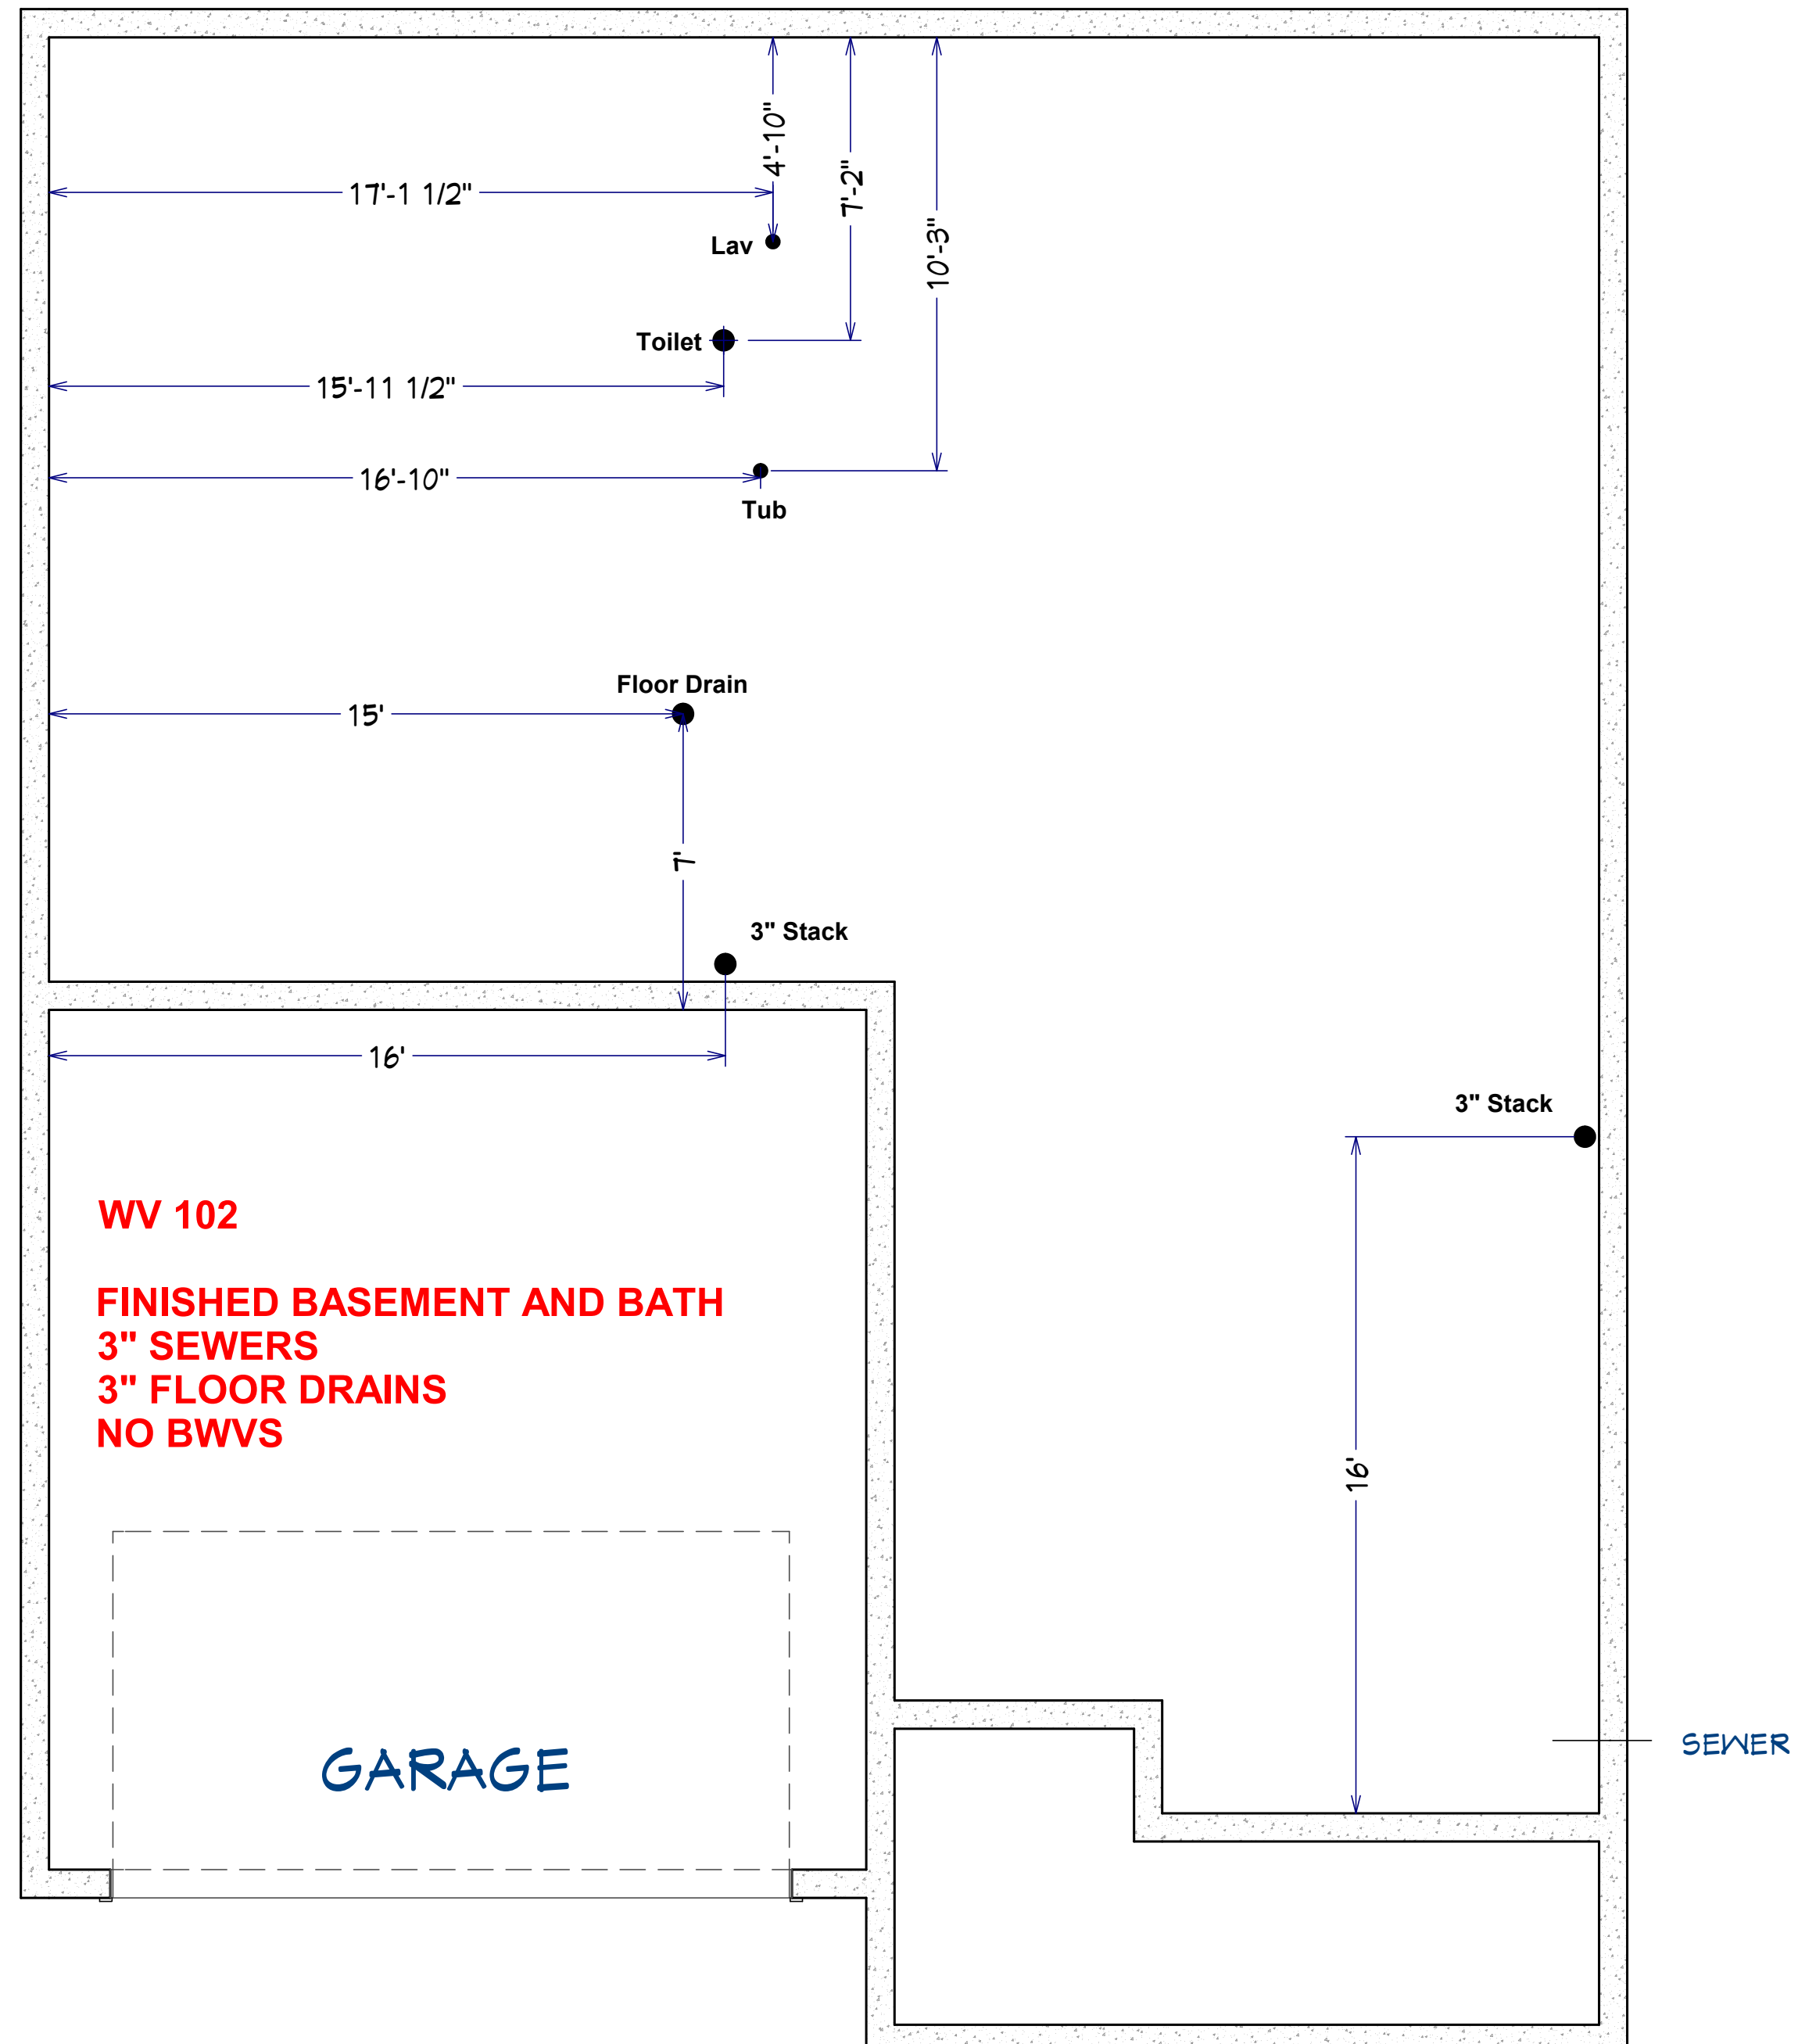 4'-10"
7'-2"
17'-1 1/2"
10'-3"
Lav
Toilet
15'-11 1/2"
16'-10"
Tub
Floor Drain
15'
7'
3" Stack
16'
3" Stack
WV 102
FINISHED BASEMENT AND BATH
3" SEWERS
3" FLOOR DRAINS
NO BWVS
16'
SEWER
GARAGE